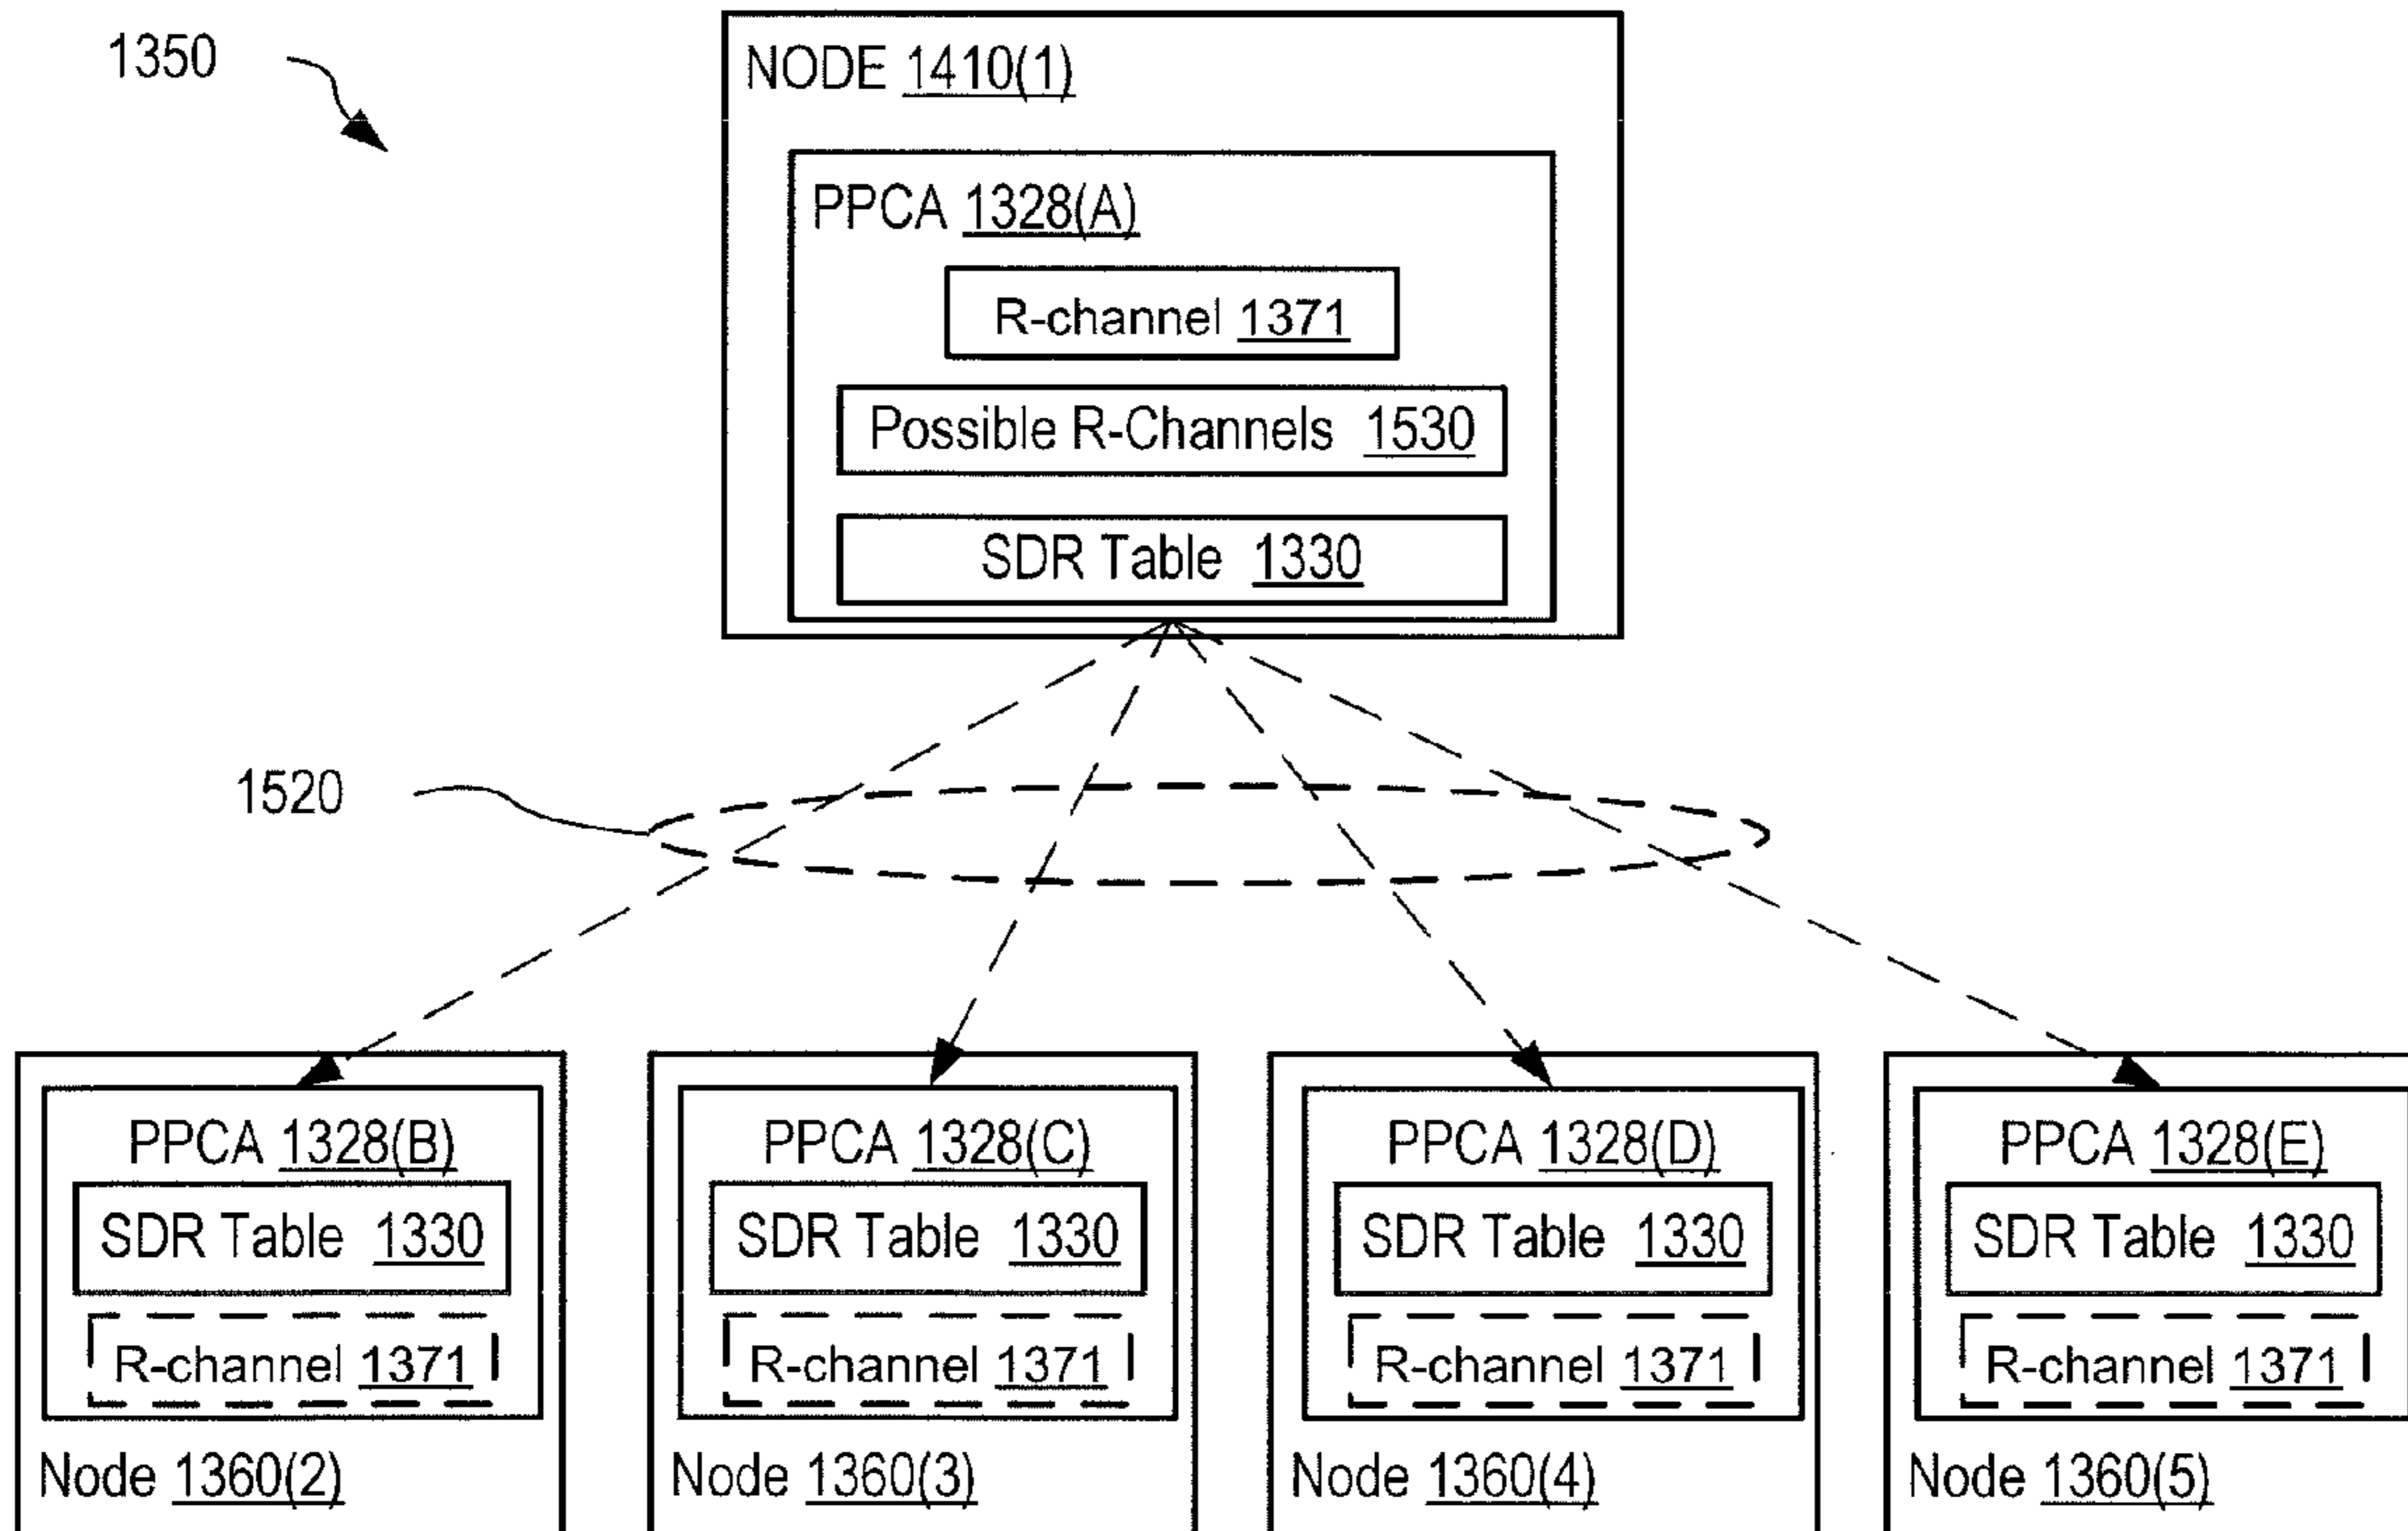 1350
NODE 1410(1)
PPCA 1328(A)
R-channel 1371
Possible R-Channels 1530
SDR Table 1330
1520
PPCA 1328(B)
SDR Table 1330
R-channel 1371
Node 1360(2)
PPCA 1328(C)
SDR Table 1330
R-channel 1371
Node 1360(3)
PPCA 1328(D)
SDR Table 1330
R-channel 1371
Node 1360(4)
PPCA 1328(E)
SDR Table 1330
R-channel 1371
Node 1360(5)